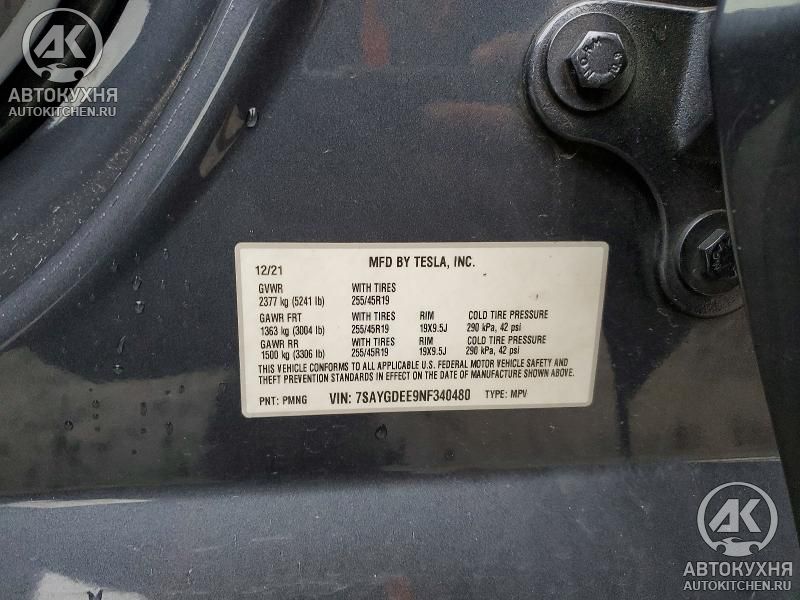 AK
АВТОКУХНЯ
AUTOKITCHEN.RU
12/21 MFD BY TESLA, INC.
GVWR WITH TIRES
2377 kg (5241 lb) 255/45R19
GAWR FRT WITH TIRES RIM COLD TIRE PRESSURE
1363 kg (3004 lb) 255/45R19 19X9.5J 290 kPa, 42 psi
GAWR RR WITH TIRES RIM COLD TIRE PRESSURE
1500 kg (3306 lb) 255/45R19 19X9.5J 290 kPa, 42 psi
THIS VEHICLE CONFORMS TO ALL APPLICABLE U.S. FEDERAL MOTOR VEHICLE SAFETY AND
THEFT PREVENTION STANDARDS IN EFFECT ON THE DATE OF MANUFACTURE SHOWN ABOVE.
PNT: PMNG VIN: 7SAYGDEE9NF340480 TYPE: MPV
AK
АВТОКУХНЯ
AUTOKITCHEN.RU